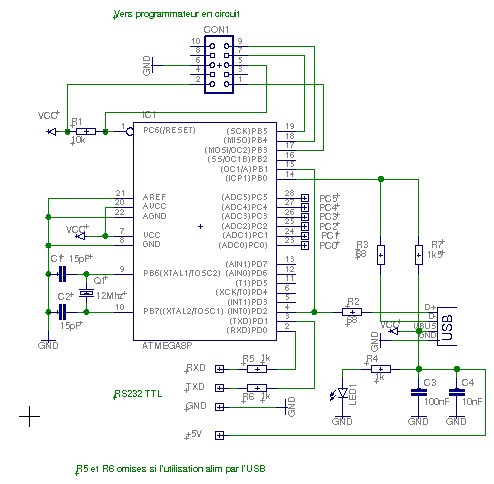 Vers programmateur en circuit
CON1
10 9
8 7
6 5
4 3
2 1
GND
VCC
R1
10k
IC1
1 PC6(/RESET)
(SCK)PB5 19
(MISO)PB4 18
(MOSI/OC2)PB3 17
(SS/OC1B)PB2 16
(OC1/A)PB1 15
(ICP1)PB0 14
21 AREF
20 AVCC
22 AGND
(ADC5)PC5 28 PC5
(ADC4)PC4 27 PC4
(ADC3)PC3 26 PC3
(ADC2)PC2 25 PC2
(ADC1)PC1 24 PC1
(ADC0)PC0 23 PC0
VCC
7 VCC
8 GND
R3
68
R7
1k5
C1 15pF
9 PB6(XTAL1/TOSC2)
Q1
12Mhz
C2
15pF
10 PB7((XTAL2/TOSC1)
(AIN1)PD7 13
(AIN0)PD6 12
(T1)PD5 11
(XCK/T0)PD4 6
(INT1)PD3 5
(INT0)PD2 4
(TXD)PD1 3
(RXD)PD0 2
GND
ATMEGA8P
R2
68
D+
D-
UBUS
GND
USB
VCC
GND
RXD
R5 1k
TXD
R6 1k
GND
GND
+5V
RS232 TTL
R4
1k
LED1
GND
C3
100nF
GND
C4
10nF
GND
R5 et R6 omises si l'utilisation alim par l'USB